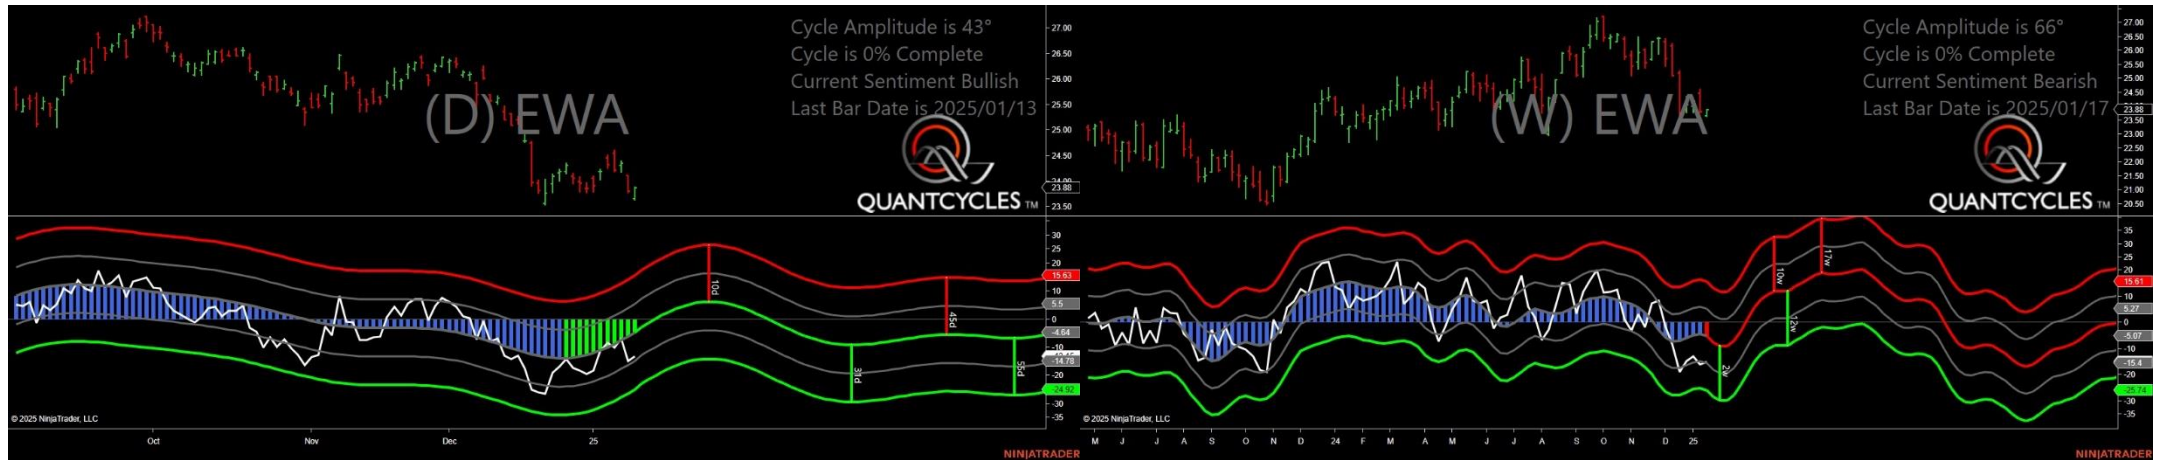 Cycle Amplitude is 43°
Cycle is 0% Complete
Current Sentiment Bullish
Last Bar Date is 2025/01/13
(D) EWA
QUANTCYCLES TM
27.00
26.50
26.00
25.50
25.00
24.50
24.00
23.88
23.50
30
25
20
15.63
10
5.5
0
-4.64
-14.78
-24.92
-30
-35
10d
31d
45d
55d
© 2025 NinjaTrader, LLC
Oct
Nov
Dec
25
NINJATRADER
Cycle Amplitude is 66°
Cycle is 0% Complete
Current Sentiment Bearish
Last Bar Date is 2025/01/17
(W) EWA
QUANTCYCLES TM
27.00
26.50
26.00
25.50
25.00
24.50
23.88
23.50
23.00
22.50
22.00
21.50
21.00
20.50
35
30
25
20
15.61
10
5.27
0
-5.07
-10
-15.4
-20
-25.74
-30
-35
2w
10w
12w
17w
© 2025 NinjaTrader, LLC
M J J A S O N D 24 F M A M J J A S O N D 25
NINJATRADER